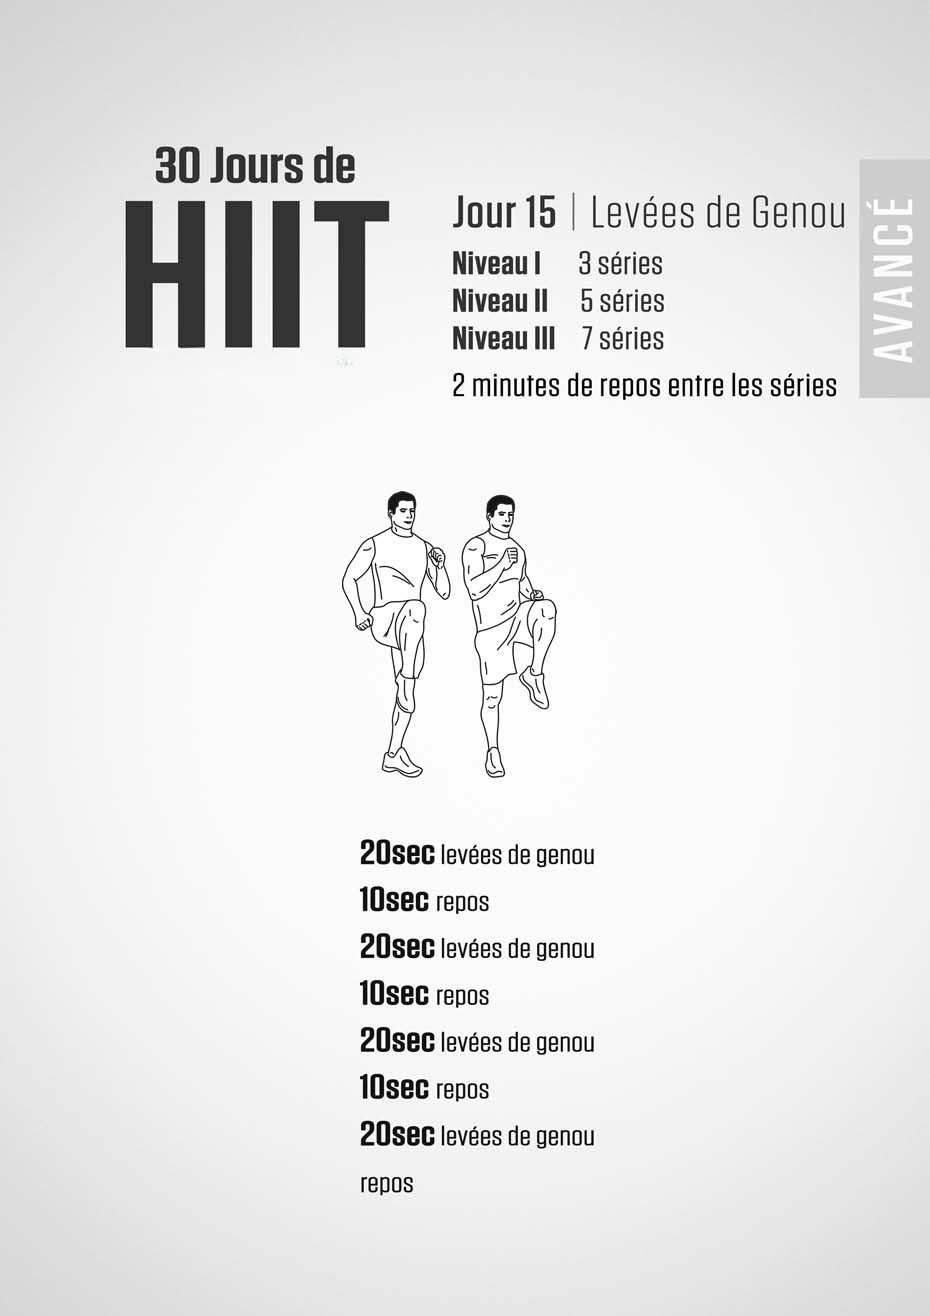 30 Jours de
HIIT
Jour 15 | Levées de Genou
Niveau I 3 séries
Niveau II 5 séries
Niveau III 7 séries
2 minutes de repos entre les séries
AVANCÉ
20sec levées de genou
10sec repos
20sec levées de genou
10sec repos
20sec levées de genou
10sec repos
20sec levées de genou
repos